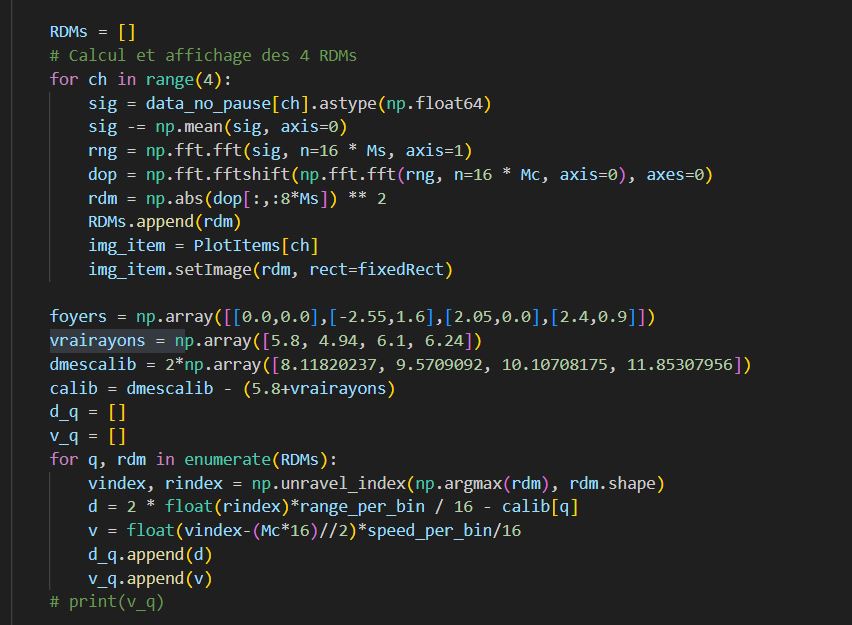 RDMs = []
# Calcul et affichage des 4 RDMs
for ch in range(4):
    sig = data_no_pause[ch].astype(np.float64)
    sig -= np.mean(sig, axis=0)
    rng = np.fft.fft(sig, n=16 * Ms, axis=1)
    dop = np.fft.fftshift(np.fft.fft(rng, n=16 * Mc, axis=0), axes=0)
    rdm = np.abs(dop[:,:8*Ms]) ** 2
    RDMs.append(rdm)
    img_item = PlotItems[ch]
    img_item.setImage(rdm, rect=fixedRect)
foyers = np.array([[0.0,0.0],[-2.55,1.6],[2.05,0.0],[2.4,0.9]])
vrairayons = np.array([5.8, 4.94, 6.1, 6.24])
dmescalib = 2*np.array([8.11820237, 9.5709092, 10.10708175, 11.85307956])
calib = dmescalib - (5.8+vrairayons)
d_q = []
v_q = []
for q, rdm in enumerate(RDMs):
    vindex, rindex = np.unravel_index(np.argmax(rdm), rdm.shape)
    d = 2 * float(rindex)*range_per_bin / 16 - calib[q]
    v = float(vindex-(Mc*16)//2)*speed_per_bin/16
    d_q.append(d)
    v_q.append(v)
# print(v_q)